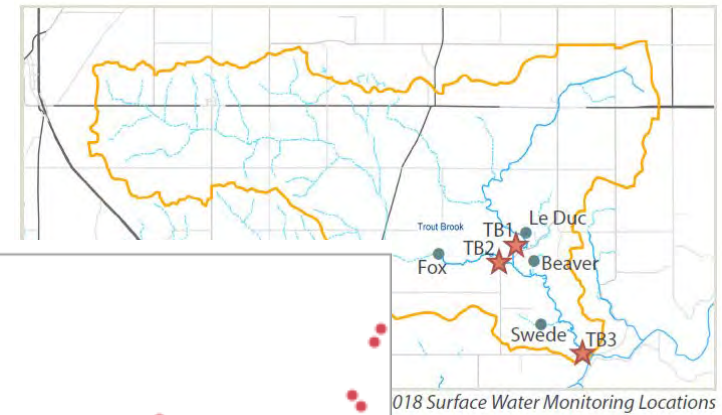 Le Duc
Trout Brook
TB1
TB2
Fox
Beaver
Swede
TB3
018 Surface Water Monitoring Locations